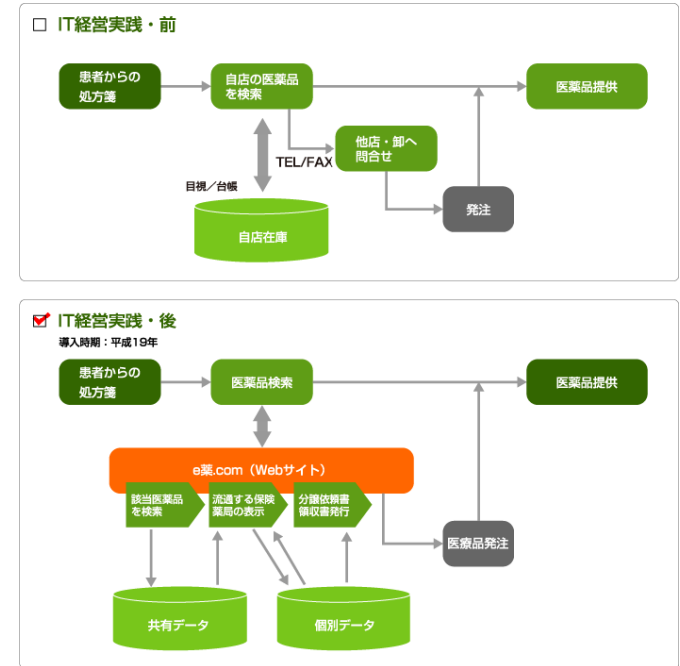 IT経営実践・前
患者からの
処方箋
自店の医薬品
を検索
医薬品提供
TEL/FAX
他店・卸へ
問合せ
目視／台帳
発注
自店在庫
IT経営実践・後
導入時期：平成19年
患者からの
処方箋
医薬品検索
医薬品提供
e薬.com（Webサイト）
該当医薬品
を検索
流通する保険
薬局の表示
分譲依頼書
領収書発行
医療品発注
共有データ
個別データ